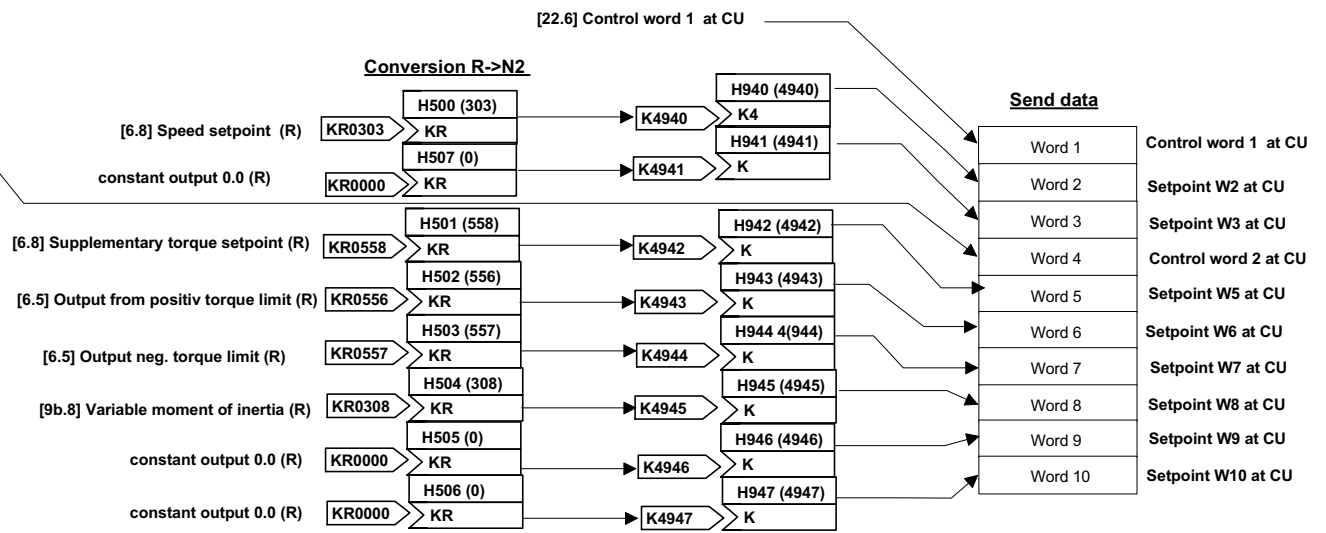 [22.6] Control word 1 at CU
Conversion R->N2
Send data
[6.8] Speed setpoint (R) KR0303 H500 (303) KR K4940 H940 (4940) K4
constant output 0.0 (R) KR0000 H507 (0) KR K4941 H941 (4941) K
[6.8] Supplementary torque setpoint (R) KR0558 H501 (558) KR K4942 H942 (4942) K
[6.5] Output from positiv torque limit (R) KR0556 H502 (556) KR K4943 H943 (4943) K
[6.5] Output neg. torque limit (R) KR0557 H503 (557) KR K4944 H944 4(944) K
[9b.8] Variable moment of inertia (R) KR0308 H504 (308) KR K4945 H945 (4945) K
constant output 0.0 (R) KR0000 H505 (0) KR K4946 H946 (4946) K
constant output 0.0 (R) KR0000 H506 (0) KR K4947 H947 (4947) K
Word 1 Control word 1 at CU
Word 2 Setpoint W2 at CU
Word 3 Setpoint W3 at CU
Word 4 Control word 2 at CU
Word 5 Setpoint W5 at CU
Word 6 Setpoint W6 at CU
Word 7 Setpoint W7 at CU
Word 8 Setpoint W8 at CU
Word 9 Setpoint W9 at CU
Word 10 Setpoint W10 at CU